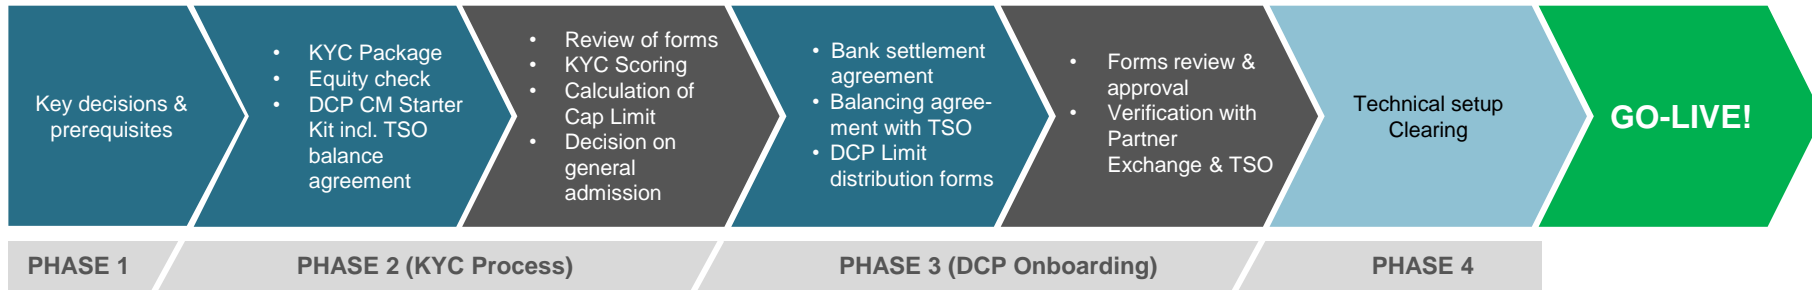 Key decisions &
prerequisites
• KYC Package
• Equity check
• DCP CM Starter
Kit incl. TSO
balance
agreement
• Review of forms
• KYC Scoring
• Calculation of
Cap Limit
• Decision on
general
admission
• Bank settlement
agreement
• Balancing agree-
ment with TSO
• DCP Limit
distribution forms
• Forms review &
approval
• Verification with
Partner
Exchange & TSO
Technical setup
Clearing
GO-LIVE!
PHASE 1
PHASE 2 (KYC Process)
PHASE 3 (DCP Onboarding)
PHASE 4